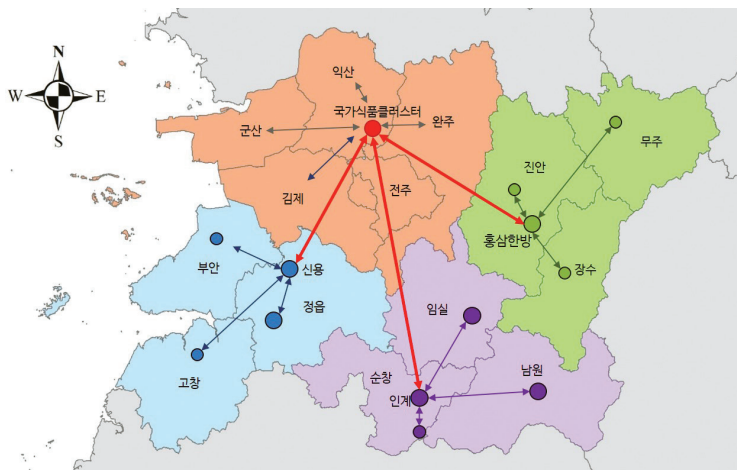 N
W
E
S
익산
국가식품클러스터
군산
완주
무주
진안
김제
전주
홍삼한방
부안
신용
장수
정읍
임실
고창
순창
남원
인계